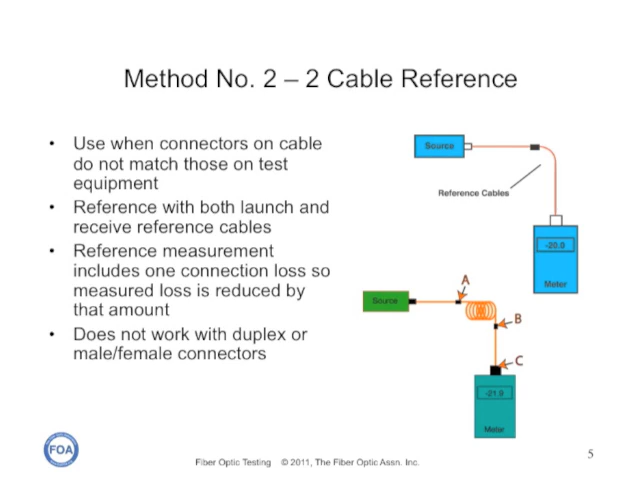 Method No. 2 – 2 Cable Reference
• Use when connectors on cable
do not match those on test
equipment
• Reference with both launch and
receive reference cables
• Reference measurement
includes one connection loss so
measured loss is reduced by
that amount
• Does not work with duplex or
male/female connectors
Source
Reference Cables
-20.0
Meter
A
Source
B
C
-21.9
Meter
FOA
Fiber Optic Testing © 2011, The Fiber Optic Assn. Inc.
5